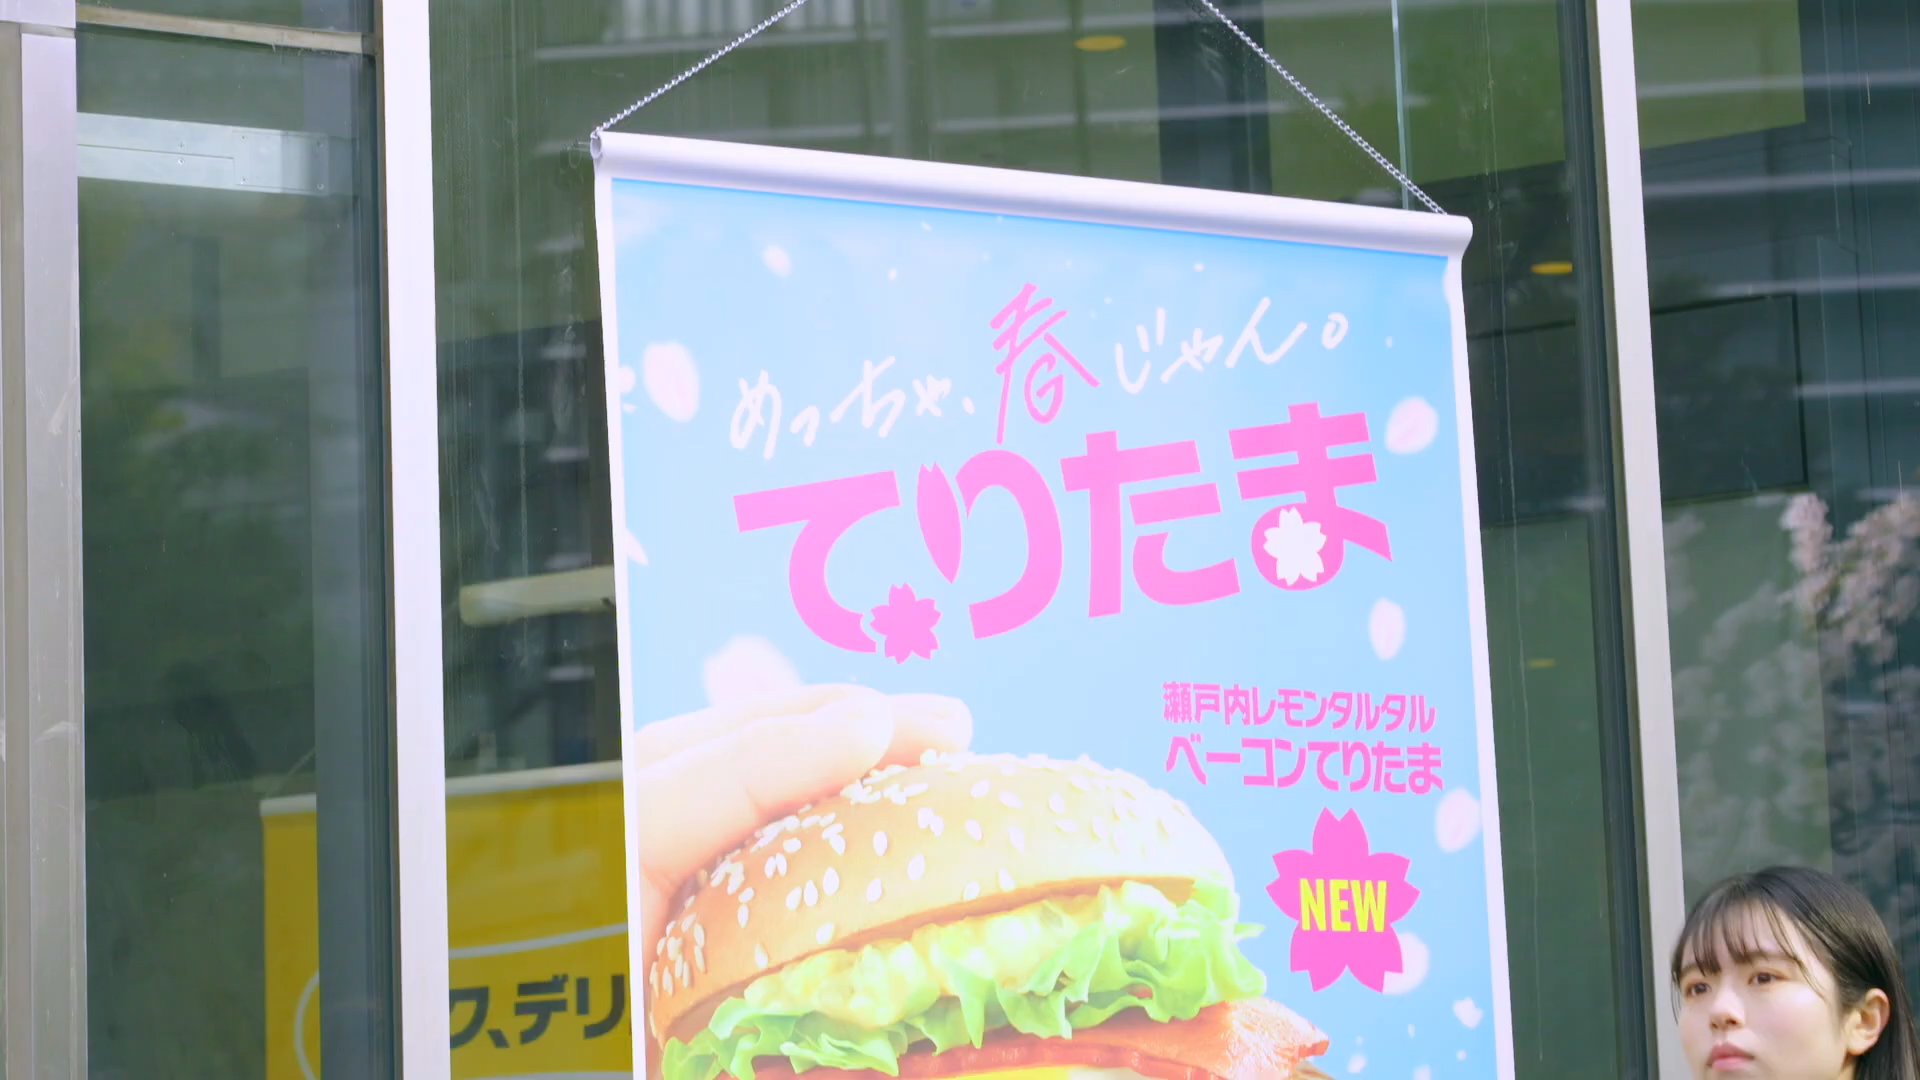 めっちゃ、春じゃん。
てりたま
瀬戸内レモンタルタル
ベーコンてりたま
NEW
ク、デリ